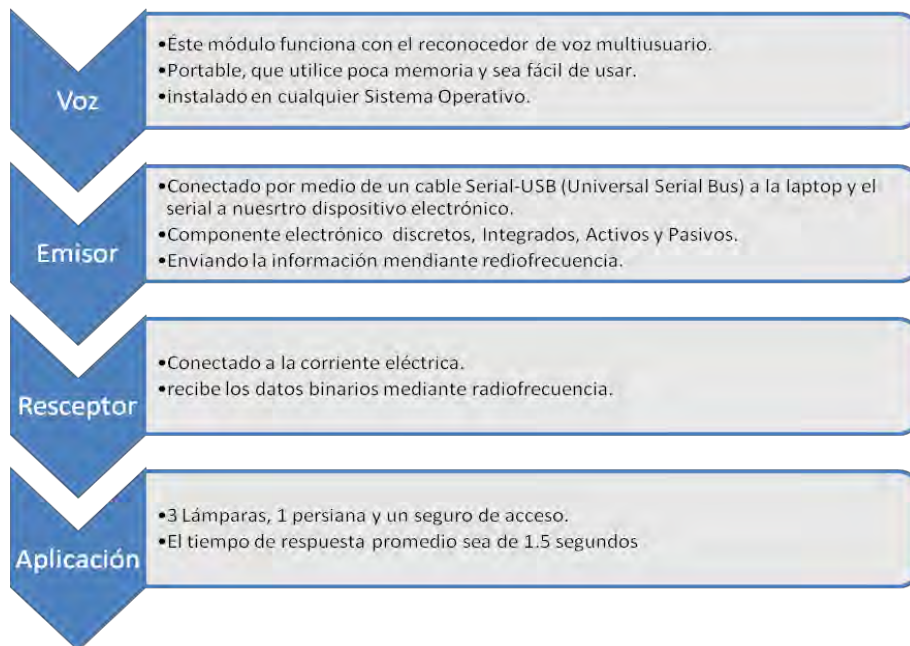 Voz
•Éste módulo funciona con el reconocedor de voz multiusuario.
•Portable, que utilice poca memoria y sea fácil de usar.
•instalado en cualquier Sistema Operativo.
Emisor
•Conectado por medio de un cable Serial-USB (Universal Serial Bus) a la laptop y el
serial a nuesrtro dispositivo electrónico.
•Componente electrónico discretos, Integrados, Activos y Pasivos.
•Enviando la información mendiante rediofrecuencia.
Resceptor
•Conectado a la corriente eléctrica.
•recibe los datos binarios mediante radiofrecuencia.
Aplicación
•3 Lámparas, 1 persiana y un seguro de acceso.
•El tiempo de respuesta promedio sea de 1.5 segundos